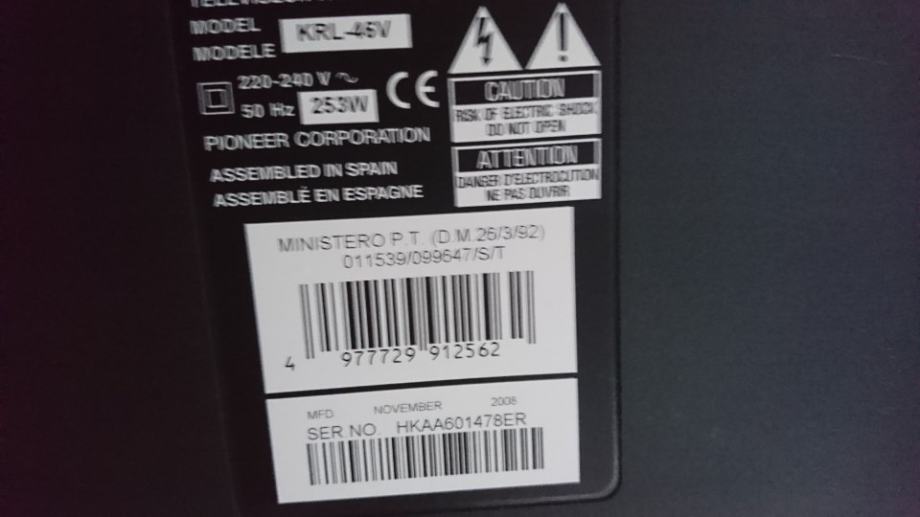 MODEL KRL-46V
MODELE
220-240 V ~
50 Hz 253W
CE
PIONEER CORPORATION
ASSEMBLED IN SPAIN
ASSEMBLÉ EN ESPAGNE
CAUTION
RISK OF ELECTRIC SHOCK
DO NOT OPEN
ATTENTION
DANGER D'ELECTROCUTION
NE PAS OUVRIR
MINISTERO P.T. (D.M.26/3/92)
011539/099647/S/T
4 977729 912562
MFD NOVEMBER 2008
SER.NO. HKAA601478ER